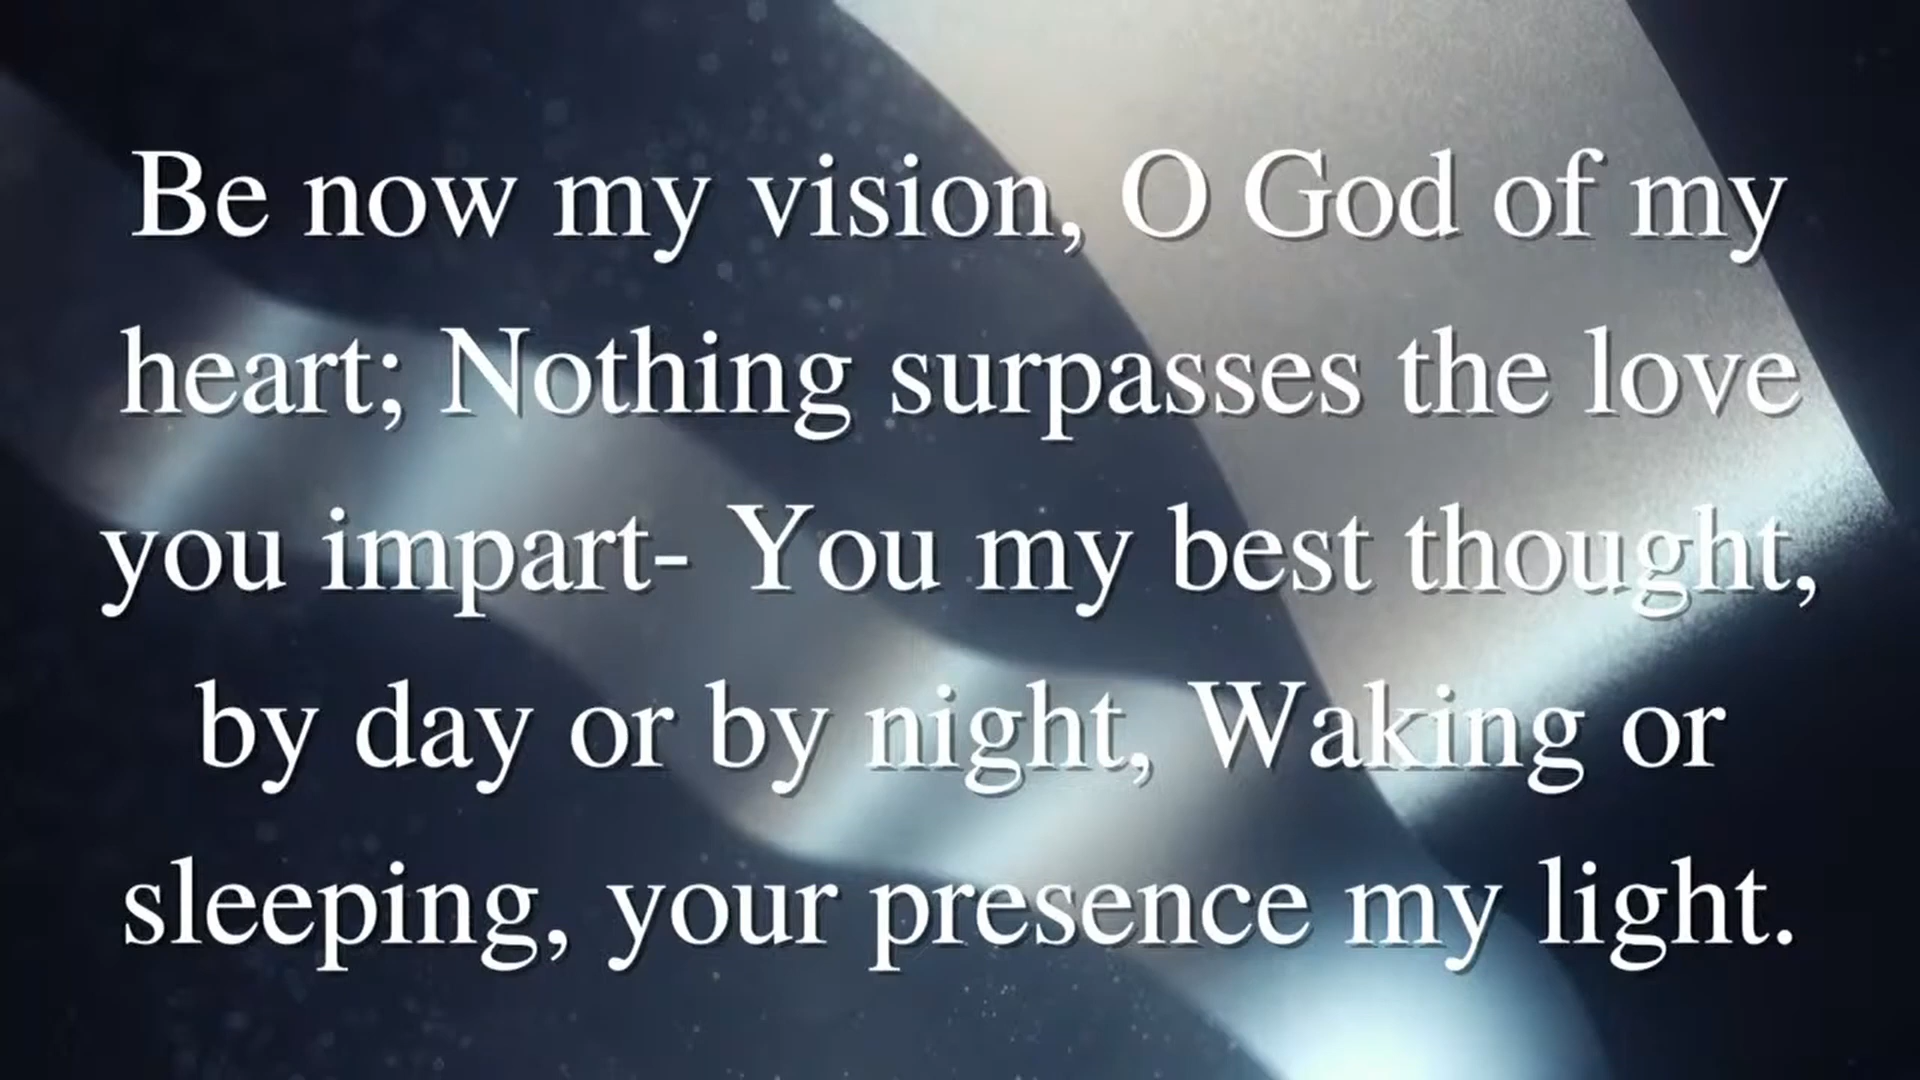 Be now my vision, O God of my
heart; Nothing surpasses the love
you impart- You my best thought,
by day or by night, Waking or
sleeping, your presence my light.